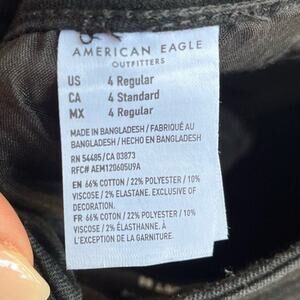 AMERICAN EAGLE
OUTFITTERS
US 4 Regular
CA 4 Standard
MX 4 Regular
MADE IN BANGLADESH / FABRIQUÉ AU
BANGLADESH / HECHO EN BANGLADESH
RN 54485/CA 03873
RFC# AEM120605U9A
EN 66% COTTON / 22% POLYESTER / 10%
VISCOSE / 2% ELASTANE. EXCLUSIVE OF
DECORATION.
FR 66% COTON / 22% POLYESTER / 10%
VISCOSE / 2% ÉLASTHANNE. À
L'EXCEPTION DE LA GARNITURE.